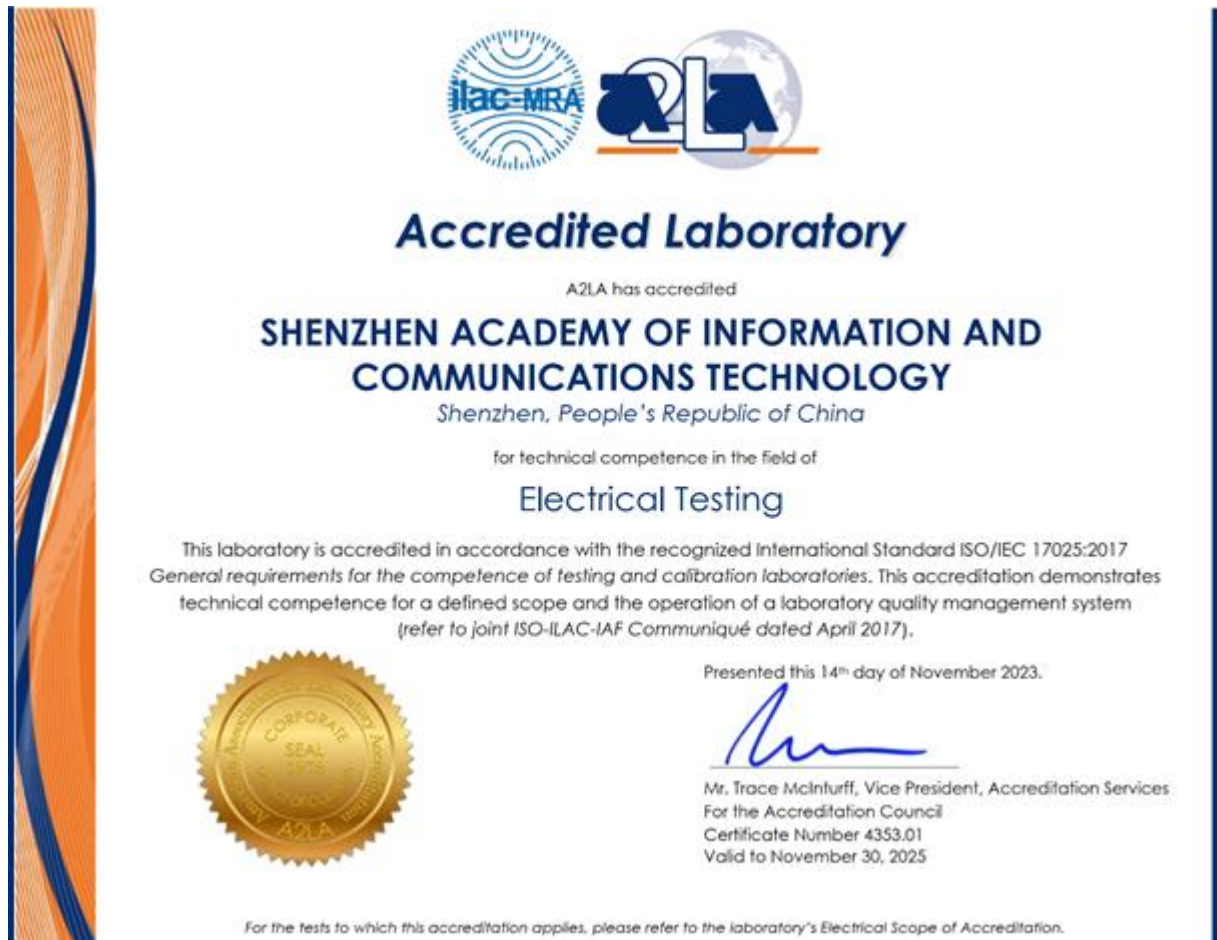 ilac-MRA
a2La
Accredited Laboratory
A2LA has accredited
SHENZHEN ACADEMY OF INFORMATION AND
COMMUNICATIONS TECHNOLOGY
Shenzhen, People's Republic of China
for technical competence in the field of
Electrical Testing
This laboratory is accredited in accordance with the recognized International Standard ISO/IEC 17025:2017
General requirements for the competence of testing and calibration laboratories. This accreditation demonstrates
technical competence for a defined scope and the operation of a laboratory quality management system
(refer to joint ISO-ILAC-IAF Communiqué dated April 2017).
American Association for Laboratory Accreditation
CORPORATE
SEAL
A2LA
Presented this 14th day of November 2023.
Mr. Trace McInturff, Vice President, Accreditation Services
For the Accreditation Council
Certificate Number 4353.01
Valid to November 30, 2025
For the tests to which this accreditation applies, please refer to the laboratory's Electrical Scope of Accreditation.